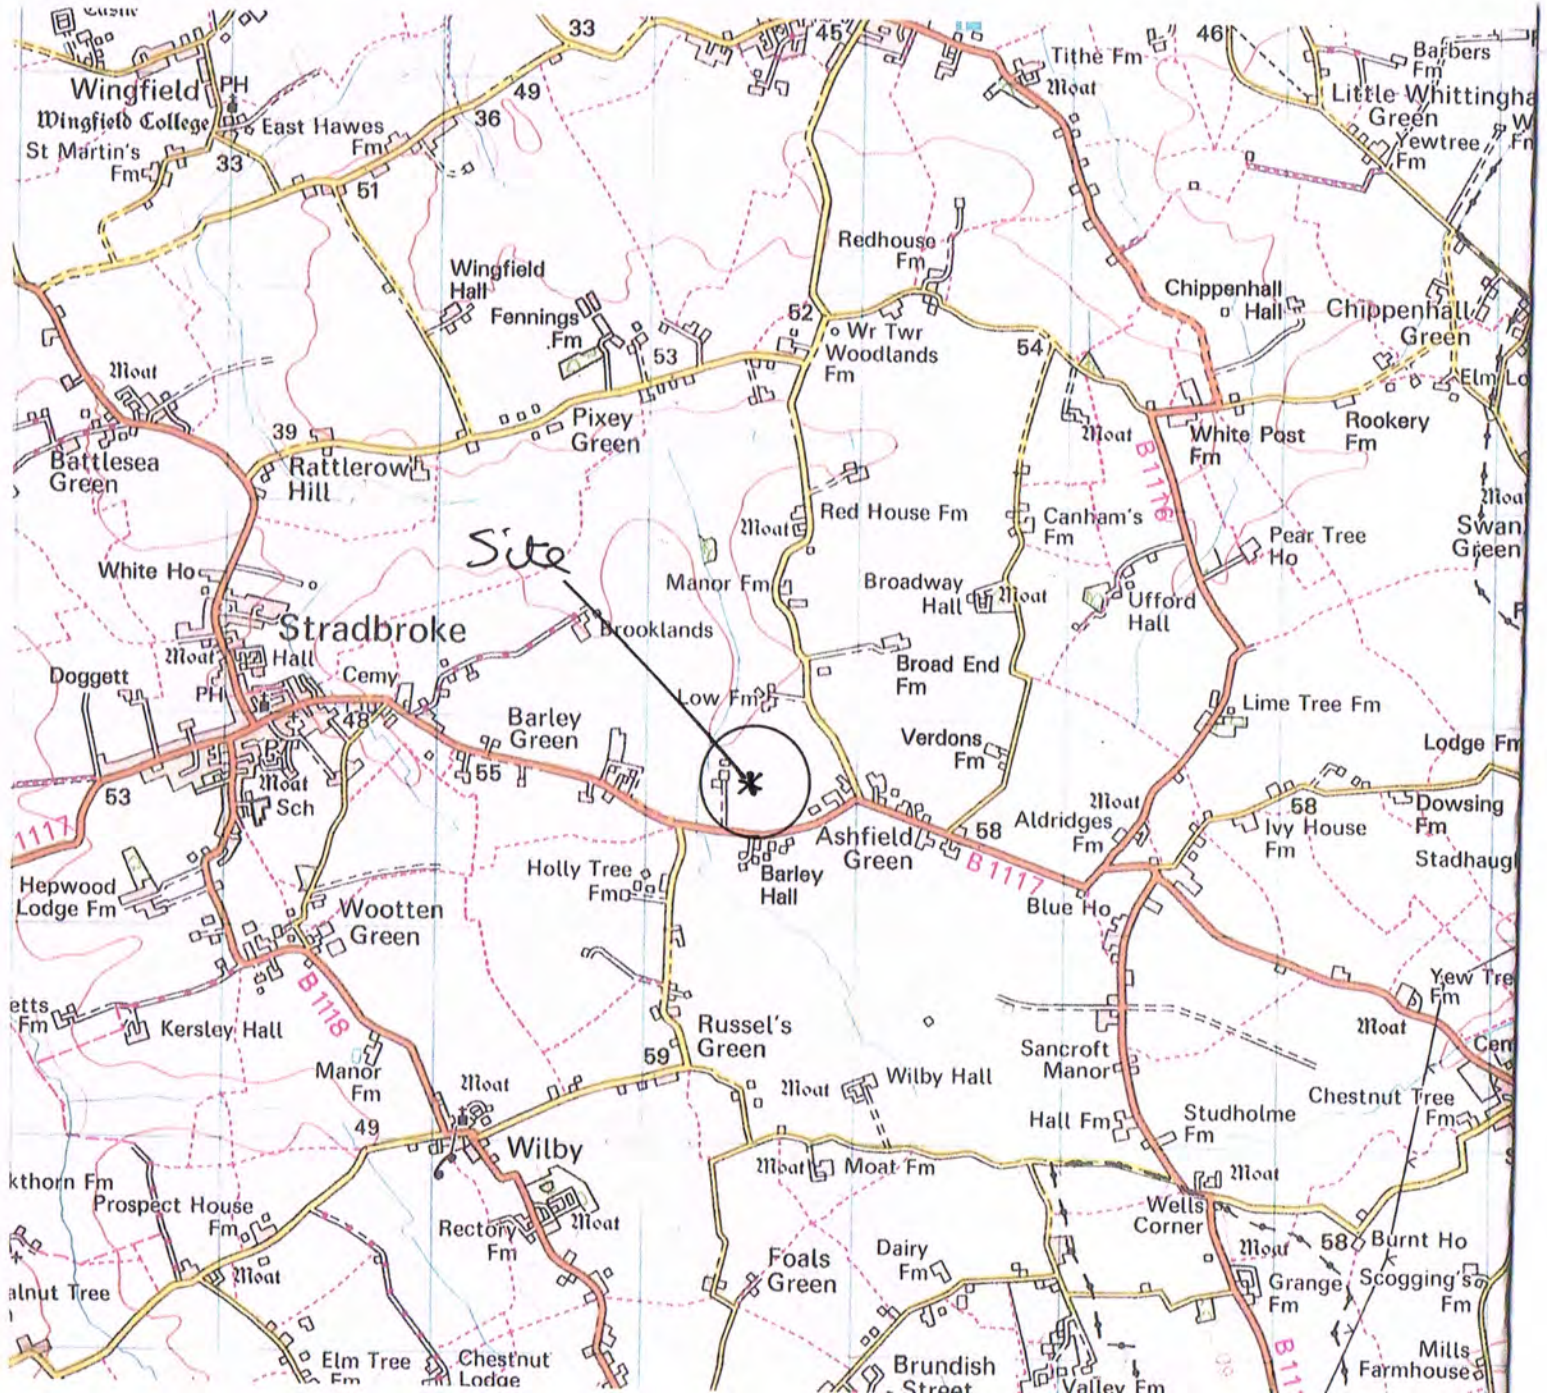 Castle
33
45
46
Barbers
Fm
Tithe Fm
Moat
Wingfield
PH
49
Little Whittingha
Green
Wingfield College
36
East Hawes
Fm
Yewtree
Fm
W
Fn
St Martin's
Fm
33
51
Redhouse
Fm
Wingfield
Hall
Chippenhall
Hall
Chippenhall
Green
Fennings
Fm
52
Wr Twr
Woodlands
Fm
53
54
Moat
Elm Lo
39
Pixey
Green
Moat
White Post
Fm
Rookery
Fm
Battlesea
Green
Rattlerow
Hill
B 1116
Moat
Red House Fm
Moat
Canham's
Fm
Swan
Green
Pear Tree
Ho
Site
White Ho
Manor Fm
Broadway
Hall
Moat
Ufford
Hall
Stradbroke
Brooklands
Moat
Hall
Doggett
Cemy
Broad End
Fm
PH
Low Fm
Lime Tree Fm
48
Barley
Green
Verdons
Fm
Lodge Fm
P
55
Moat
Sch
53
Moat
58
Dowsing
Fm
1117
Ashfield
Green
58
Aldridges
Fm
Ivy House
Fm
Holly Tree
Fm
Barley
Hall
B 1117
Stadhaugl
Hepwood
Lodge Fm
Blue Ho
Wootten
Green
B 1118
Yew Tre
Fm
etts
Fm
Kersley Hall
Russel's
Green
Moat
59
Sancroft
Manor
Cem
Manor
Fm
Moat
Moat
Wilby Hall
Chestnut Tree
Fm
Hall Fm
Studholme
Fm
49
Wilby
Moat
Moat Fm
Moat
kthorn Fm
Prospect House
Fm
Wells
Corner
Rectory
Fm
Moat
58
Burnt Ho
Moat
Foals
Green
Dairy
Fm
Moat
Grange
Fm
Scogging's
Fm
alnut Tree
B 11
Mills
Farmhouse
Elm Tree
Fm
Chestnut
Lodge
Brundish
Street
Valley Fm